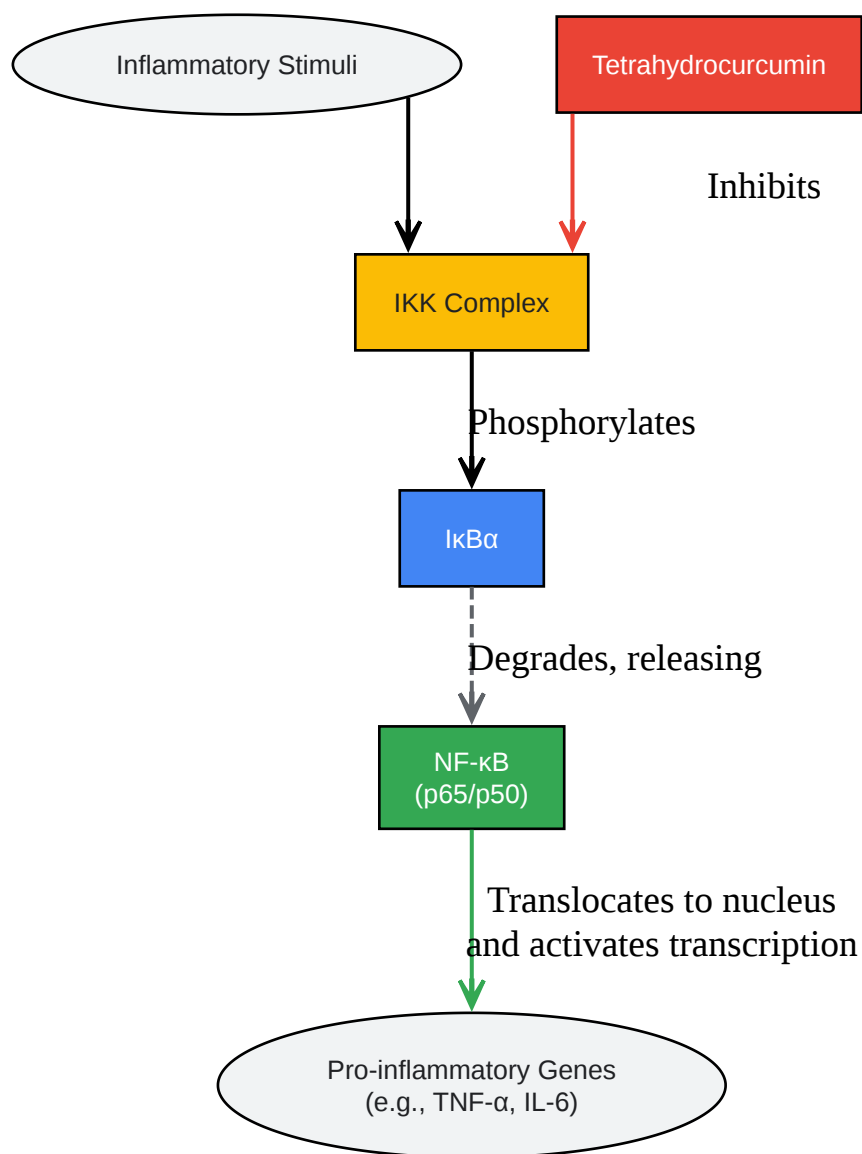 Inflammatory Stimuli
Tetrahydrocurcumin
Inhibits
IKK Complex
Phosphorylates
IκBα
Degrades, releasing
NF-κB
(p65/p50)
Translocates to nucleus
and activates transcription
Pro-inflammatory Genes
(e.g., TNF-α, IL-6)